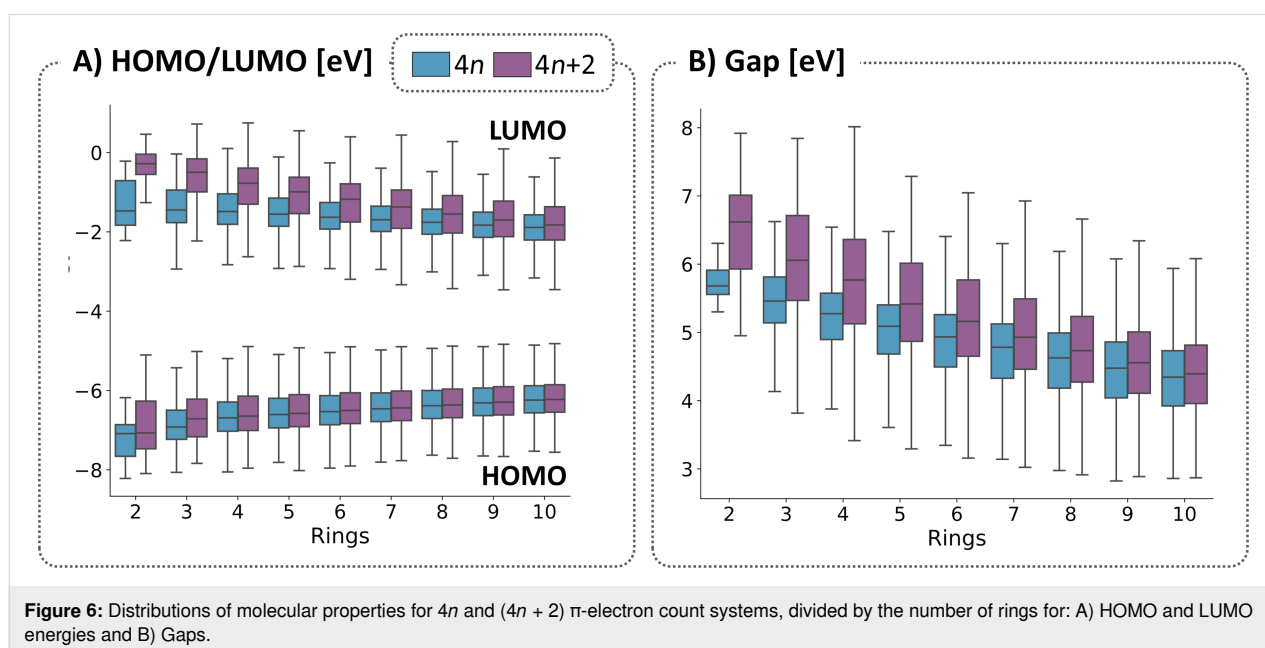 A) HOMO/LUMO [eV]
4n
4n+2
B) Gap [eV]
LUMO
0
−2
−4
−6
−8
HOMO
2 3 4 5 6 7 8 9 10
Rings
8
7
6
5
4
3
2 3 4 5 6 7 8 9 10
Rings
Figure 6: Distributions of molecular properties for 4n and (4n + 2) π-electron count systems, divided by the number of rings for: A) HOMO and LUMO
energies and B) Gaps.